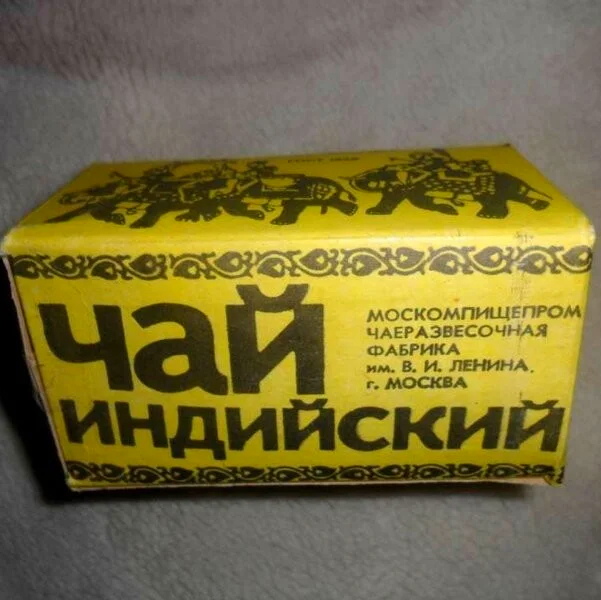 ЧАЙ
ИНДИЙСКИЙ
МОСКОМПИЩЕПРОМ
ЧАЕРАЗВЕСОЧНАЯ
ФАБРИКА
им. В. И. ЛЕНИНА,
г. МОСКВА